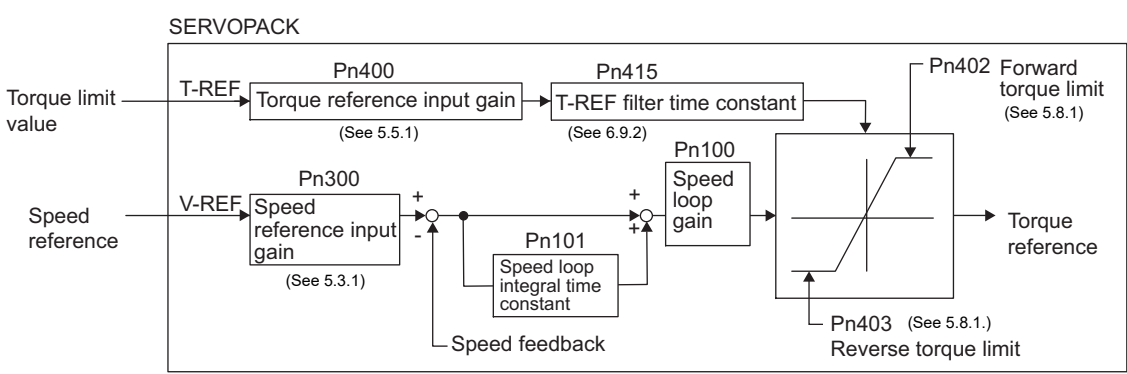 SERVOPACK
Torque limit
value
T-REF
Pn400
Torque reference input gain
(See 5.5.1)
Pn415
T-REF filter time constant
(See 6.9.2)
Pn402 Forward
torque limit
(See 5.8.1)
Speed
reference
V-REF
Pn300
Speed
reference input
gain
(See 5.3.1)
+
-
Pn101
Speed loop
integral time
constant
+
+
Pn100
Speed
loop
gain
Torque
reference
Speed feedback
Pn403 (See 5.8.1.)
Reverse torque limit